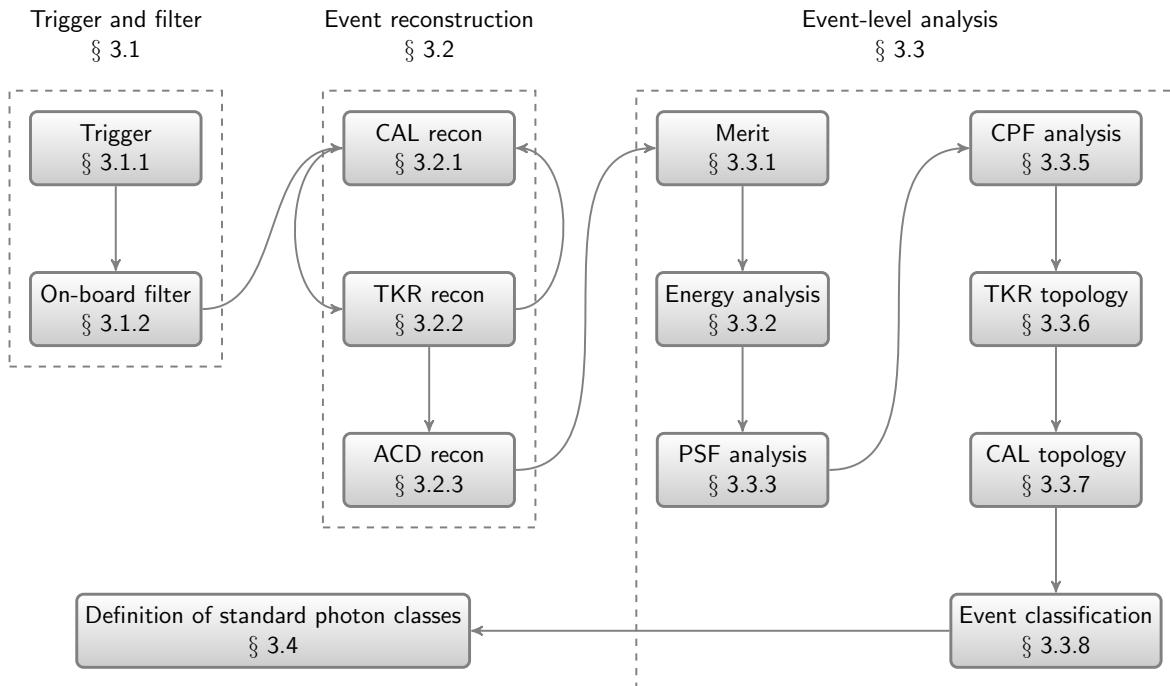 Trigger and filter
§ 3.1
Event reconstruction
§ 3.2
Event-level analysis
§ 3.3
Trigger
§ 3.1.1
On-board filter
§ 3.1.2
CAL recon
§ 3.2.1
TKR recon
§ 3.2.2
ACD recon
§ 3.2.3
Merit
§ 3.3.1
Energy analysis
§ 3.3.2
PSF analysis
§ 3.3.3
CPF analysis
§ 3.3.5
TKR topology
§ 3.3.6
CAL topology
§ 3.3.7
Event classification
§ 3.3.8
Definition of standard photon classes
§ 3.4